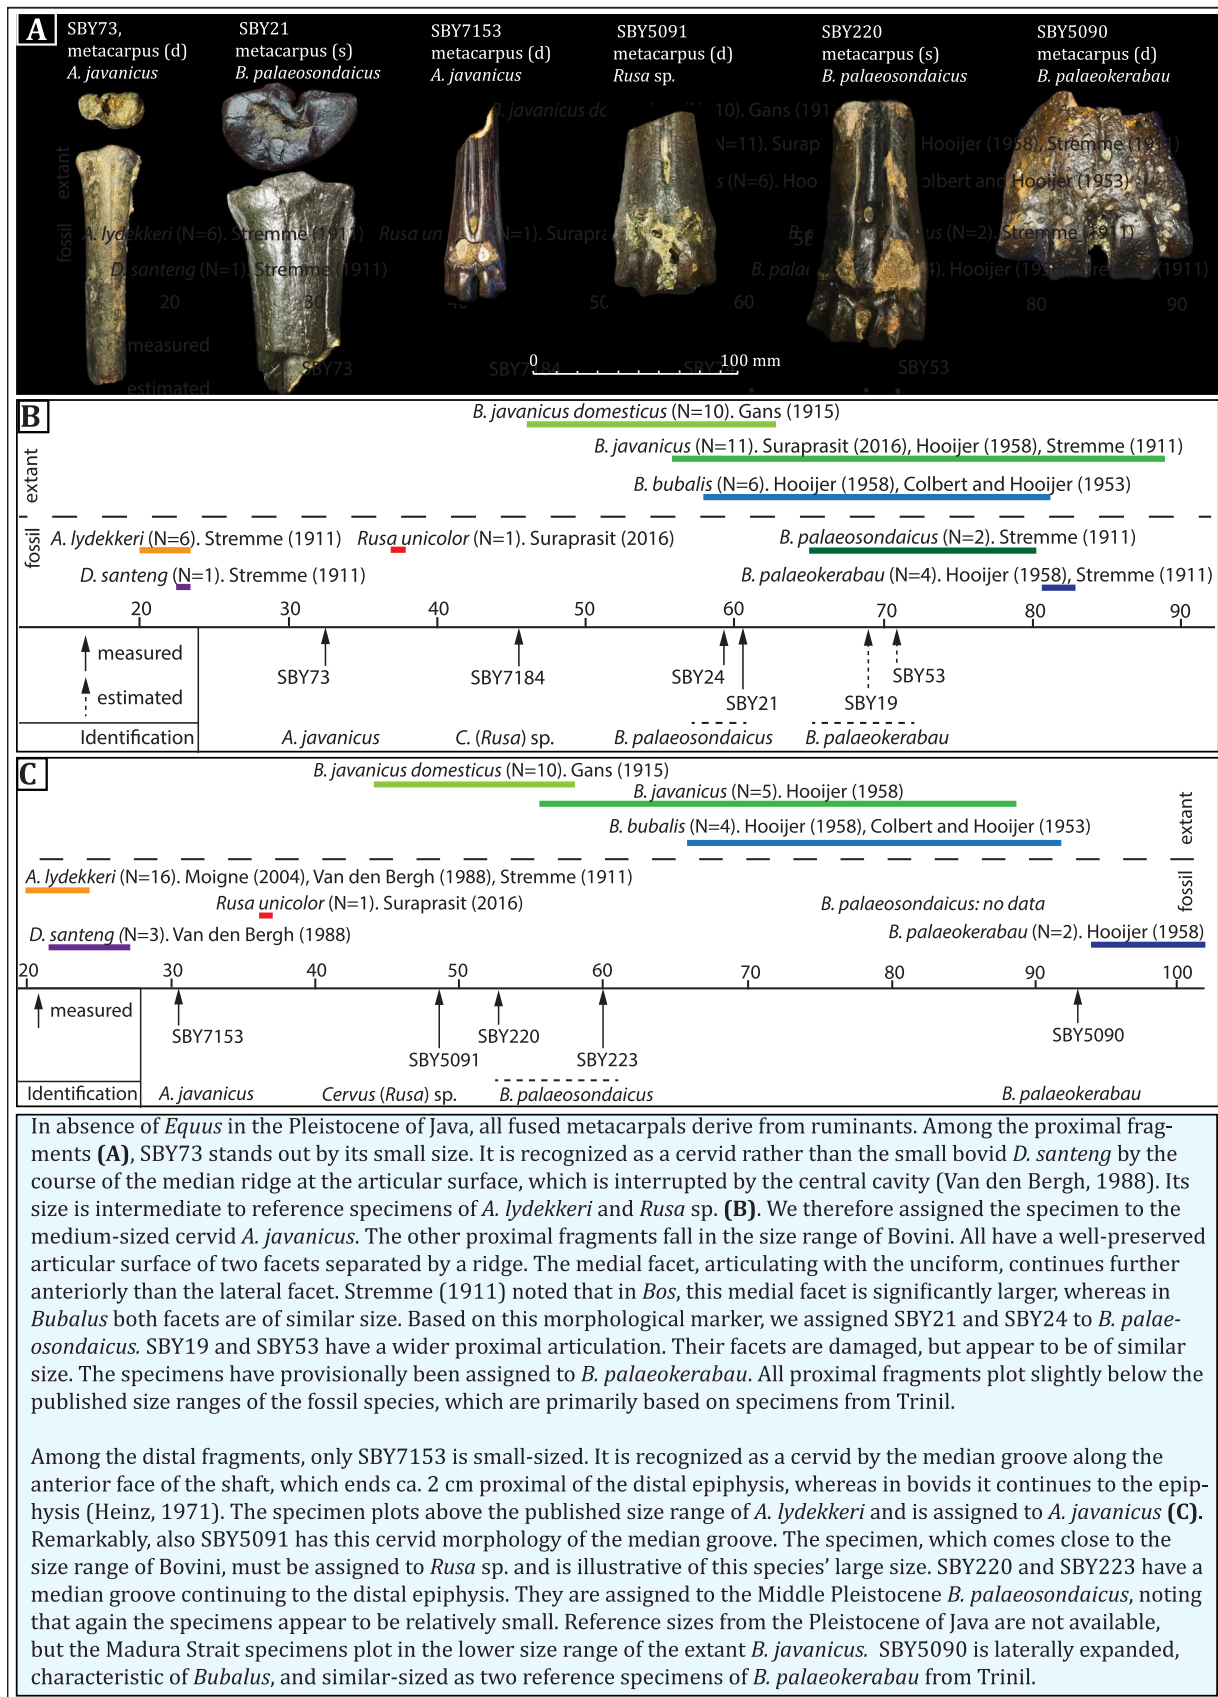 A
SBY73,
metacarpus (d)
A. javanicus
SBY21
metacarpus (s)
B. palaeosondaicus
SBY7153
metacarpus (d)
A. javanicus
SBY5091
metacarpus (d)
Rusa sp.
SBY220
metacarpus (s)
B. palaeosondaicus
SBY5090
metacarpus (d)
B. palaeokerabau
0 100 mm
B
extant
fossil
B. javanicus domesticus (N=10). Gans (1915)
B. javanicus (N=11). Suraprasit (2016), Hooijer (1958), Stremme (1911)
B. bubalis (N=6). Hooijer (1958), Colbert and Hooijer (1953)
A. lydekkeri (N=6). Stremme (1911)
Rusa unicolor (N=1). Suraprasit (2016)
B. palaeosondaicus (N=2). Stremme (1911)
D. santeng (N=1). Stremme (1911)
B. palaeokerabau (N=4). Hooijer (1958), Stremme (1911)
20 30 40 50 60 70 80 90
measured
estimated
SBY73
SBY7184
SBY24
SBY21
SBY19
SBY53
Identification
A. javanicus
C. (Rusa) sp.
B. palaeosondaicus
B. palaeokerabau
C
B. javanicus domesticus (N=10). Gans (1915)
B. javanicus (N=5). Hooijer (1958)
B. bubalis (N=4). Hooijer (1958), Colbert and Hooijer (1953)
extant
fossil
A. lydekkeri (N=16). Moigne (2004), Van den Bergh (1988), Stremme (1911)
Rusa unicolor (N=1). Suraprasit (2016)
B. palaeosondaicus: no data
D. santeng (N=3). Van den Bergh (1988)
B. palaeokerabau (N=2). Hooijer (1958)
20 30 40 50 60 70 80 90 100
measured
SBY7153
SBY5091
SBY220
SBY223
SBY5090
Identification
A. javanicus
Cervus (Rusa) sp.
B. palaeosondaicus
B. palaeokerabau
In absence of Equus in the Pleistocene of Java, all fused metacarpals derive from ruminants. Among the proximal frag-
ments (A), SBY73 stands out by its small size. It is recognized as a cervid rather than the small bovid D. santeng by the
course of the median ridge at the articular surface, which is interrupted by the central cavity (Van den Bergh, 1988). Its
size is intermediate to reference specimens of A. lydekkeri and Rusa sp. (B). We therefore assigned the specimen to the
medium-sized cervid A. javanicus. The other proximal fragments fall in the size range of Bovini. All have a well-preserved
articular surface of two facets separated by a ridge. The medial facet, articulating with the unciform, continues further
anteriorly than the lateral facet. Stremme (1911) noted that in Bos, this medial facet is significantly larger, whereas in
Bubalus both facets are of similar size. Based on this morphological marker, we assigned SBY21 and SBY24 to B. palae-
osondaicus. SBY19 and SBY53 have a wider proximal articulation. Their facets are damaged, but appear to be of similar
size. The specimens have provisionally been assigned to B. palaeokerabau. All proximal fragments plot slightly below the
published size ranges of the fossil species, which are primarily based on specimens from Trinil.
Among the distal fragments, only SBY7153 is small-sized. It is recognized as a cervid by the median groove along the
anterior face of the shaft, which ends ca. 2 cm proximal of the distal epiphysis, whereas in bovids it continues to the epip-
hysis (Heinz, 1971). The specimen plots above the published size range of A. lydekkeri and is assigned to A. javanicus (C).
Remarkably, also SBY5091 has this cervid morphology of the median groove. The specimen, which comes close to the
size range of Bovini, must be assigned to Rusa sp. and is illustrative of this species’ large size. SBY220 and SBY223 have a
median groove continuing to the distal epiphysis. They are assigned to the Middle Pleistocene B. palaeosondaicus, noting
that again the specimens appear to be relatively small. Reference sizes from the Pleistocene of Java are not available,
but the Madura Strait specimens plot in the lower size range of the extant B. javanicus. SBY5090 is laterally expanded,
characteristic of Bubalus, and similar-sized as two reference specimens of B. palaeokerabau from Trinil.